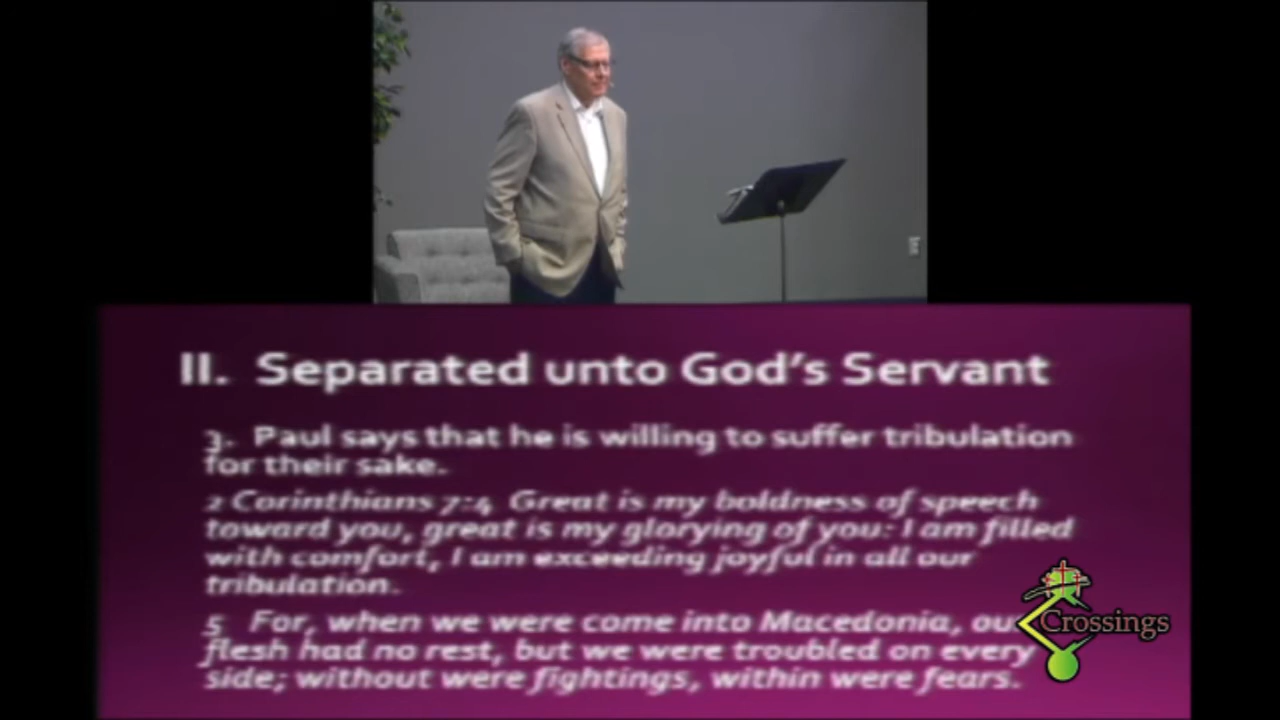 II. Separated unto God's Servant
3. Paul says that he is willing to suffer tribulation
for their sake.
2 Corinthians 7:4 Great is my boldness of speech
toward you, great is my glorying of you: I am filled
with comfort, I am exceeding joyful in all our
tribulation.
5 For, when we were come into Macedonia, ou
flesh had no rest, but we were troubled on every
side; without were fightings, within were fears.
Crossings